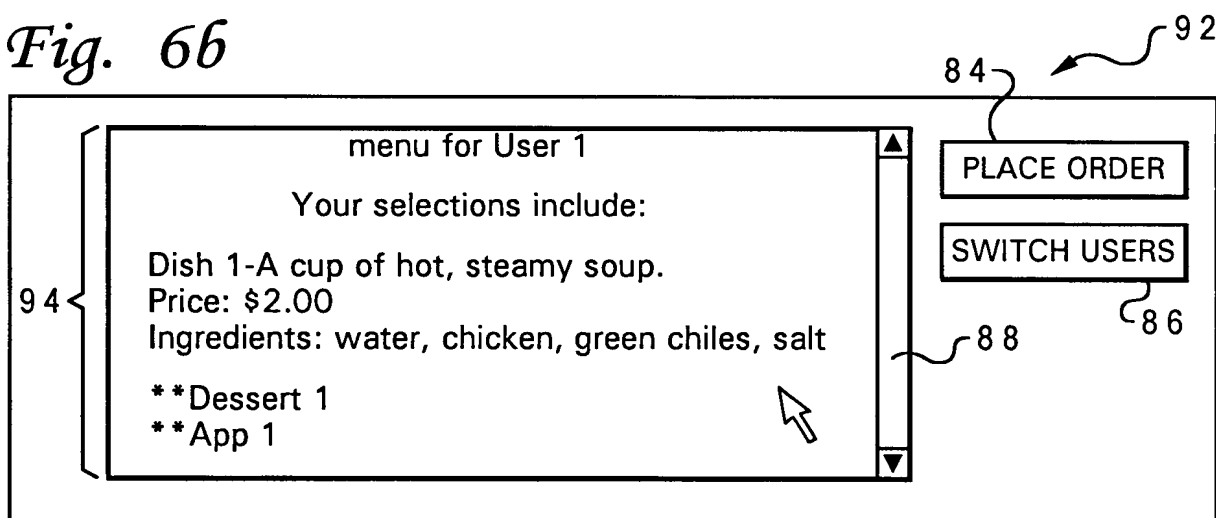 Fig. 6b
92
84
menu for User 1
PLACE ORDER
Your selections include:
SWITCH USERS
Dish 1-A cup of hot, steamy soup.
94
Price: $2.00
86
Ingredients: water, chicken, green chiles, salt
88
**Dessert 1
**App 1